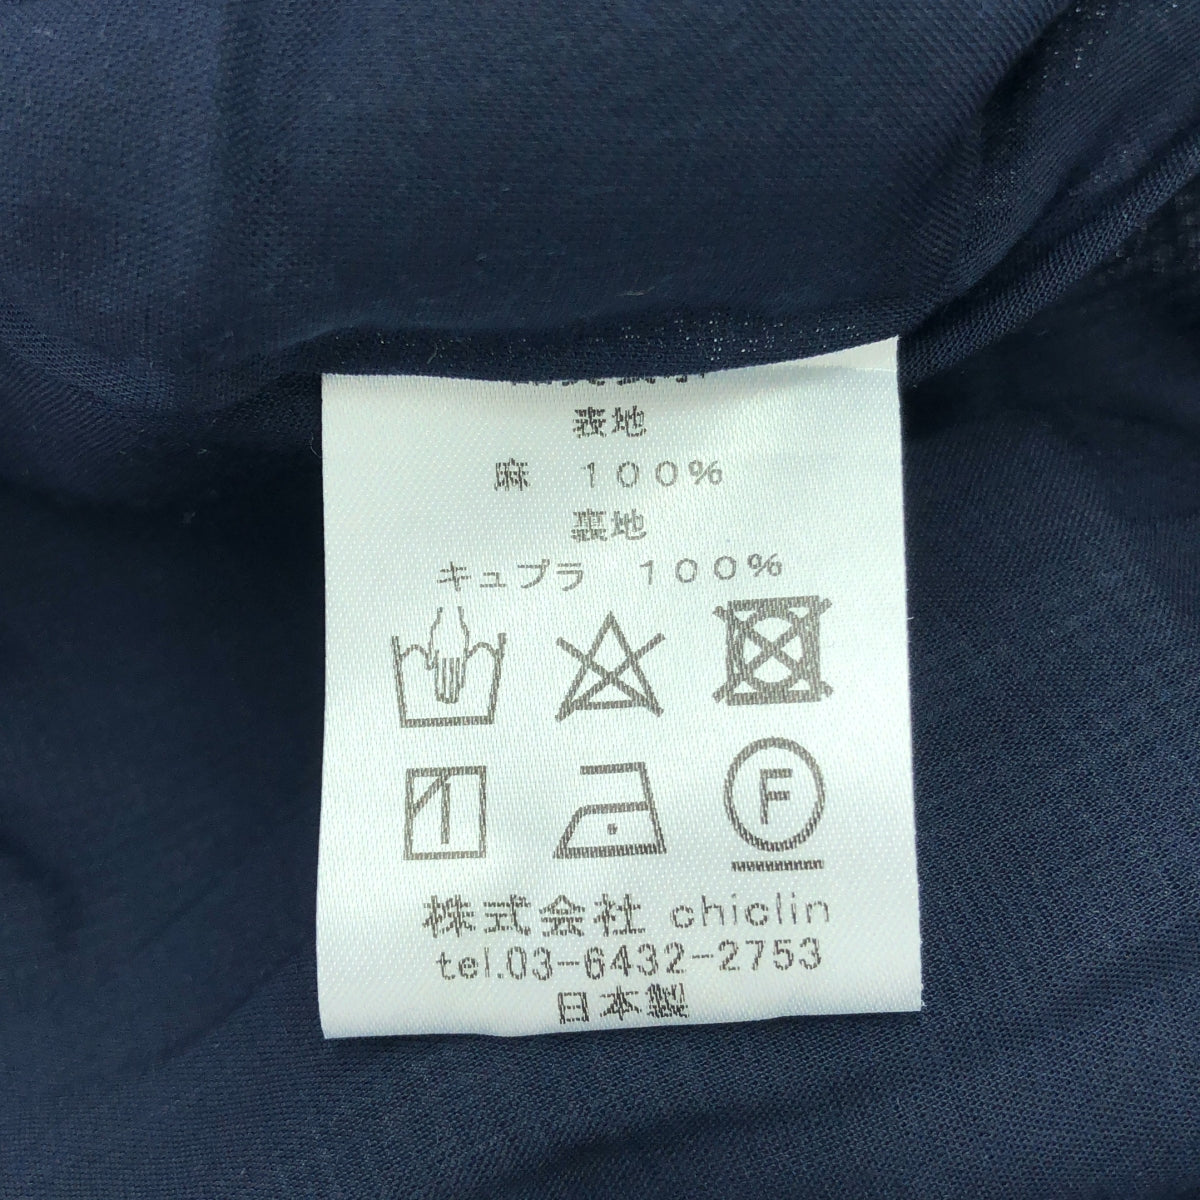 表地
麻 100%
裏地
キュプラ 100%
F
株式会社 chiclin
tel.03-6432-2753
日本製